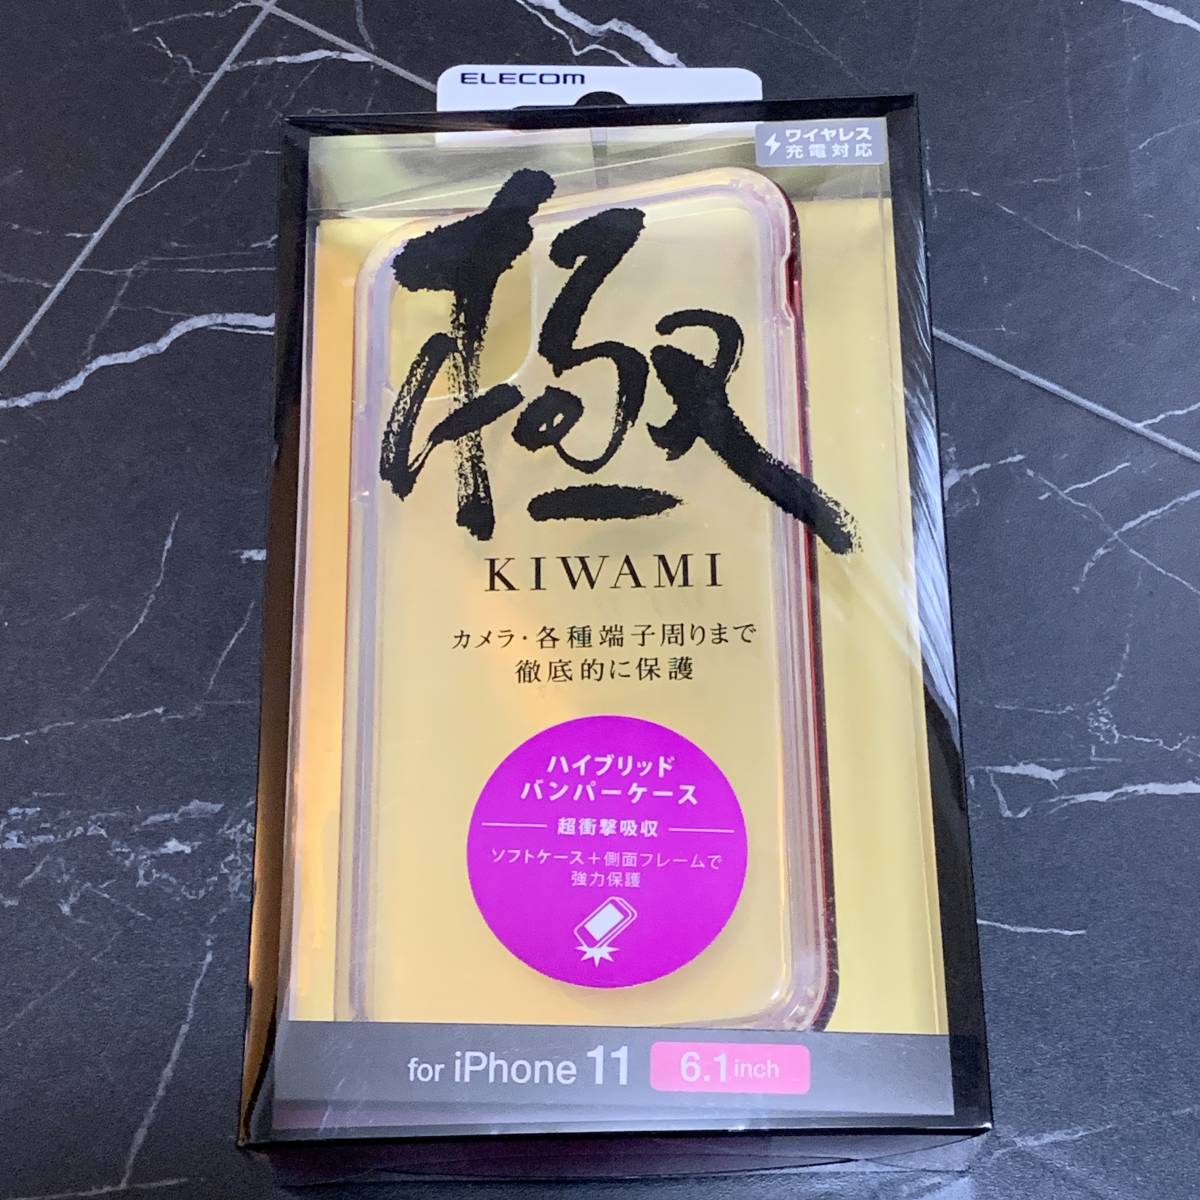 ELECOM
ワイヤレス
充電対応
極
KIWAMI
カメラ・各種端子周りまで
徹底的に保護
ハイブリッド
バンパーケース
超衝撃吸収
ソフトケース+側面フレームで
強力保護
for iPhone 11 6.1inch